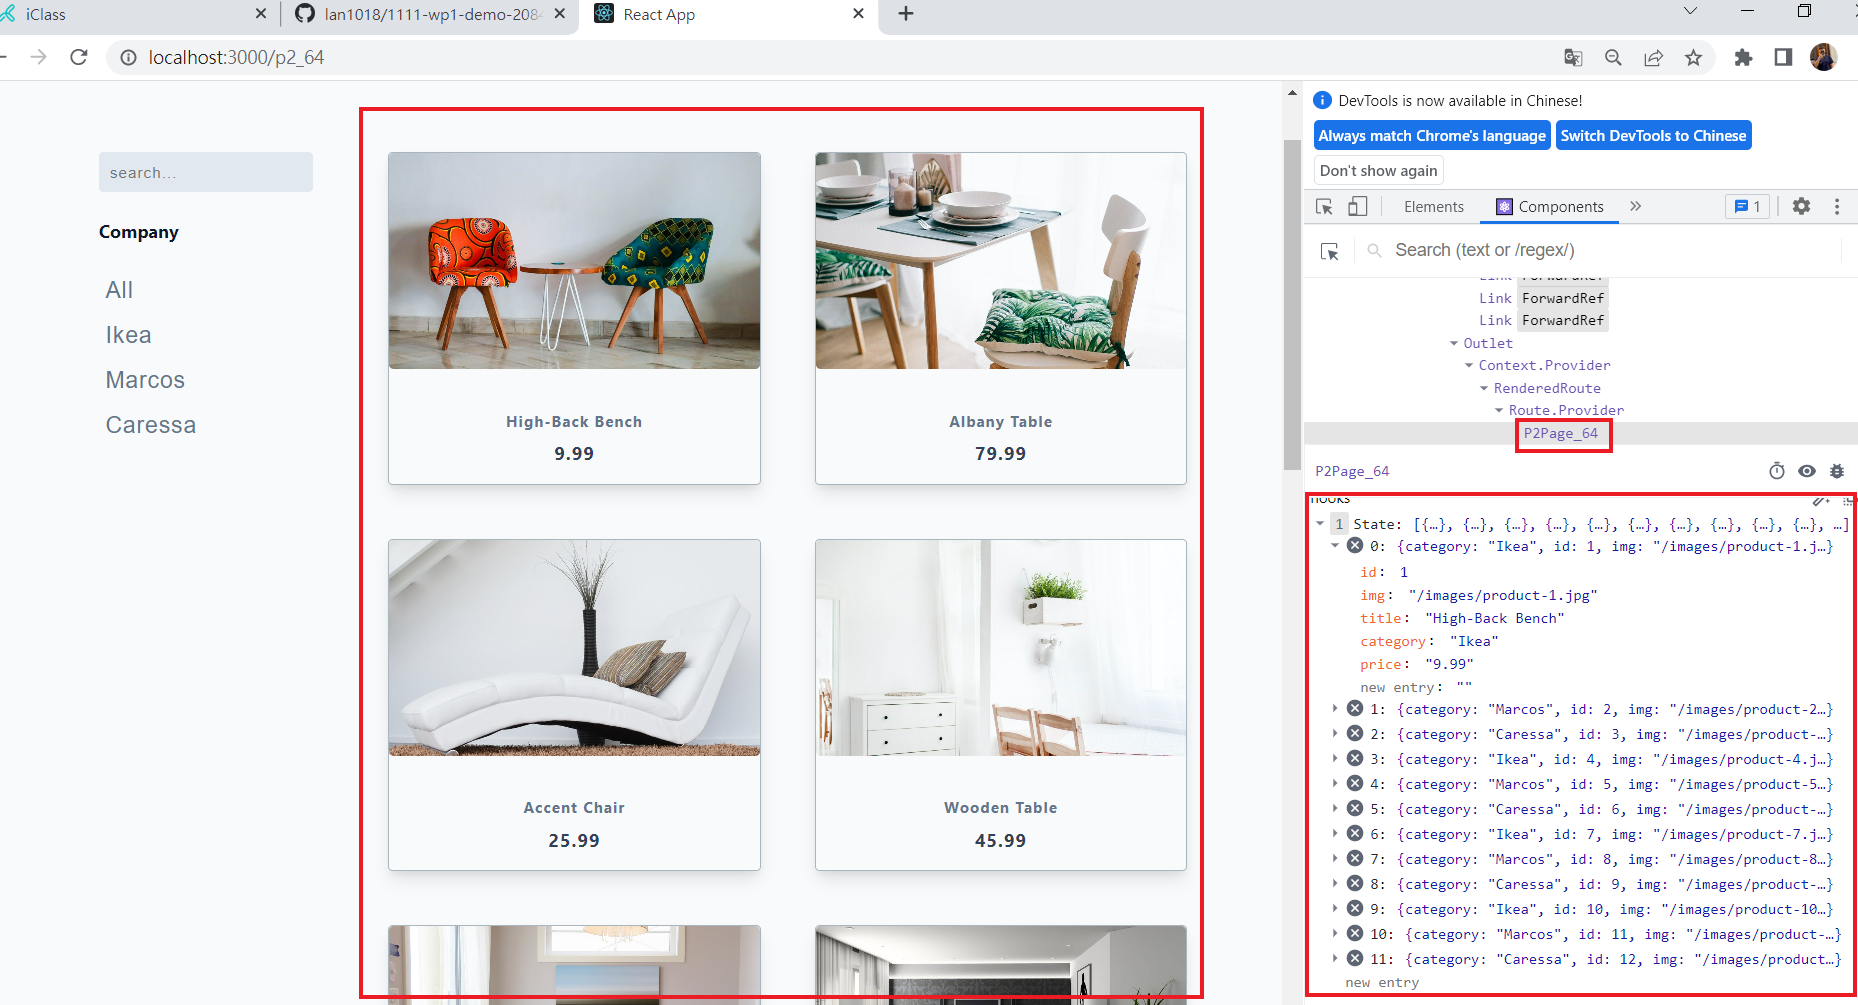 iClass
lan1018/1111-wp1-demo-2084
React App
localhost:3000/p2_64
search...
Company
All
Ikea
Marcos
Caressa
High-Back Bench
9.99
Albany Table
79.99
Accent Chair
25.99
Wooden Table
45.99
DevTools is now available in Chinese!
Always match Chrome's language
Switch DevTools to Chinese
Don't show again
Elements
Components
1
Search (text or /regex/)
Link ForwardRef
Link ForwardRef
Link ForwardRef
Outlet
Context.Provider
RenderedRoute
Route.Provider
P2Page_64
P2Page_64
hooks
1 State: [{…}, {…}, {…}, {…}, {…}, {…}, {…}, {…}, {…}, {…}, …]
0: {category: "Ikea", id: 1, img: "/images/product-1.j…}
id: 1
img: "/images/product-1.jpg"
title: "High-Back Bench"
category: "Ikea"
price: "9.99"
new entry: ""
1: {category: "Marcos", id: 2, img: "/images/product-2…}
2: {category: "Caressa", id: 3, img: "/images/product-…}
3: {category: "Ikea", id: 4, img: "/images/product-4.j…}
4: {category: "Marcos", id: 5, img: "/images/product-5…}
5: {category: "Caressa", id: 6, img: "/images/product-…}
6: {category: "Ikea", id: 7, img: "/images/product-7.j…}
7: {category: "Marcos", id: 8, img: "/images/product-8…}
8: {category: "Caressa", id: 9, img: "/images/product-…}
9: {category: "Ikea", id: 10, img: "/images/product-10…}
10: {category: "Marcos", id: 11, img: "/images/product-…}
11: {category: "Caressa", id: 12, img: "/images/product…}
new entry